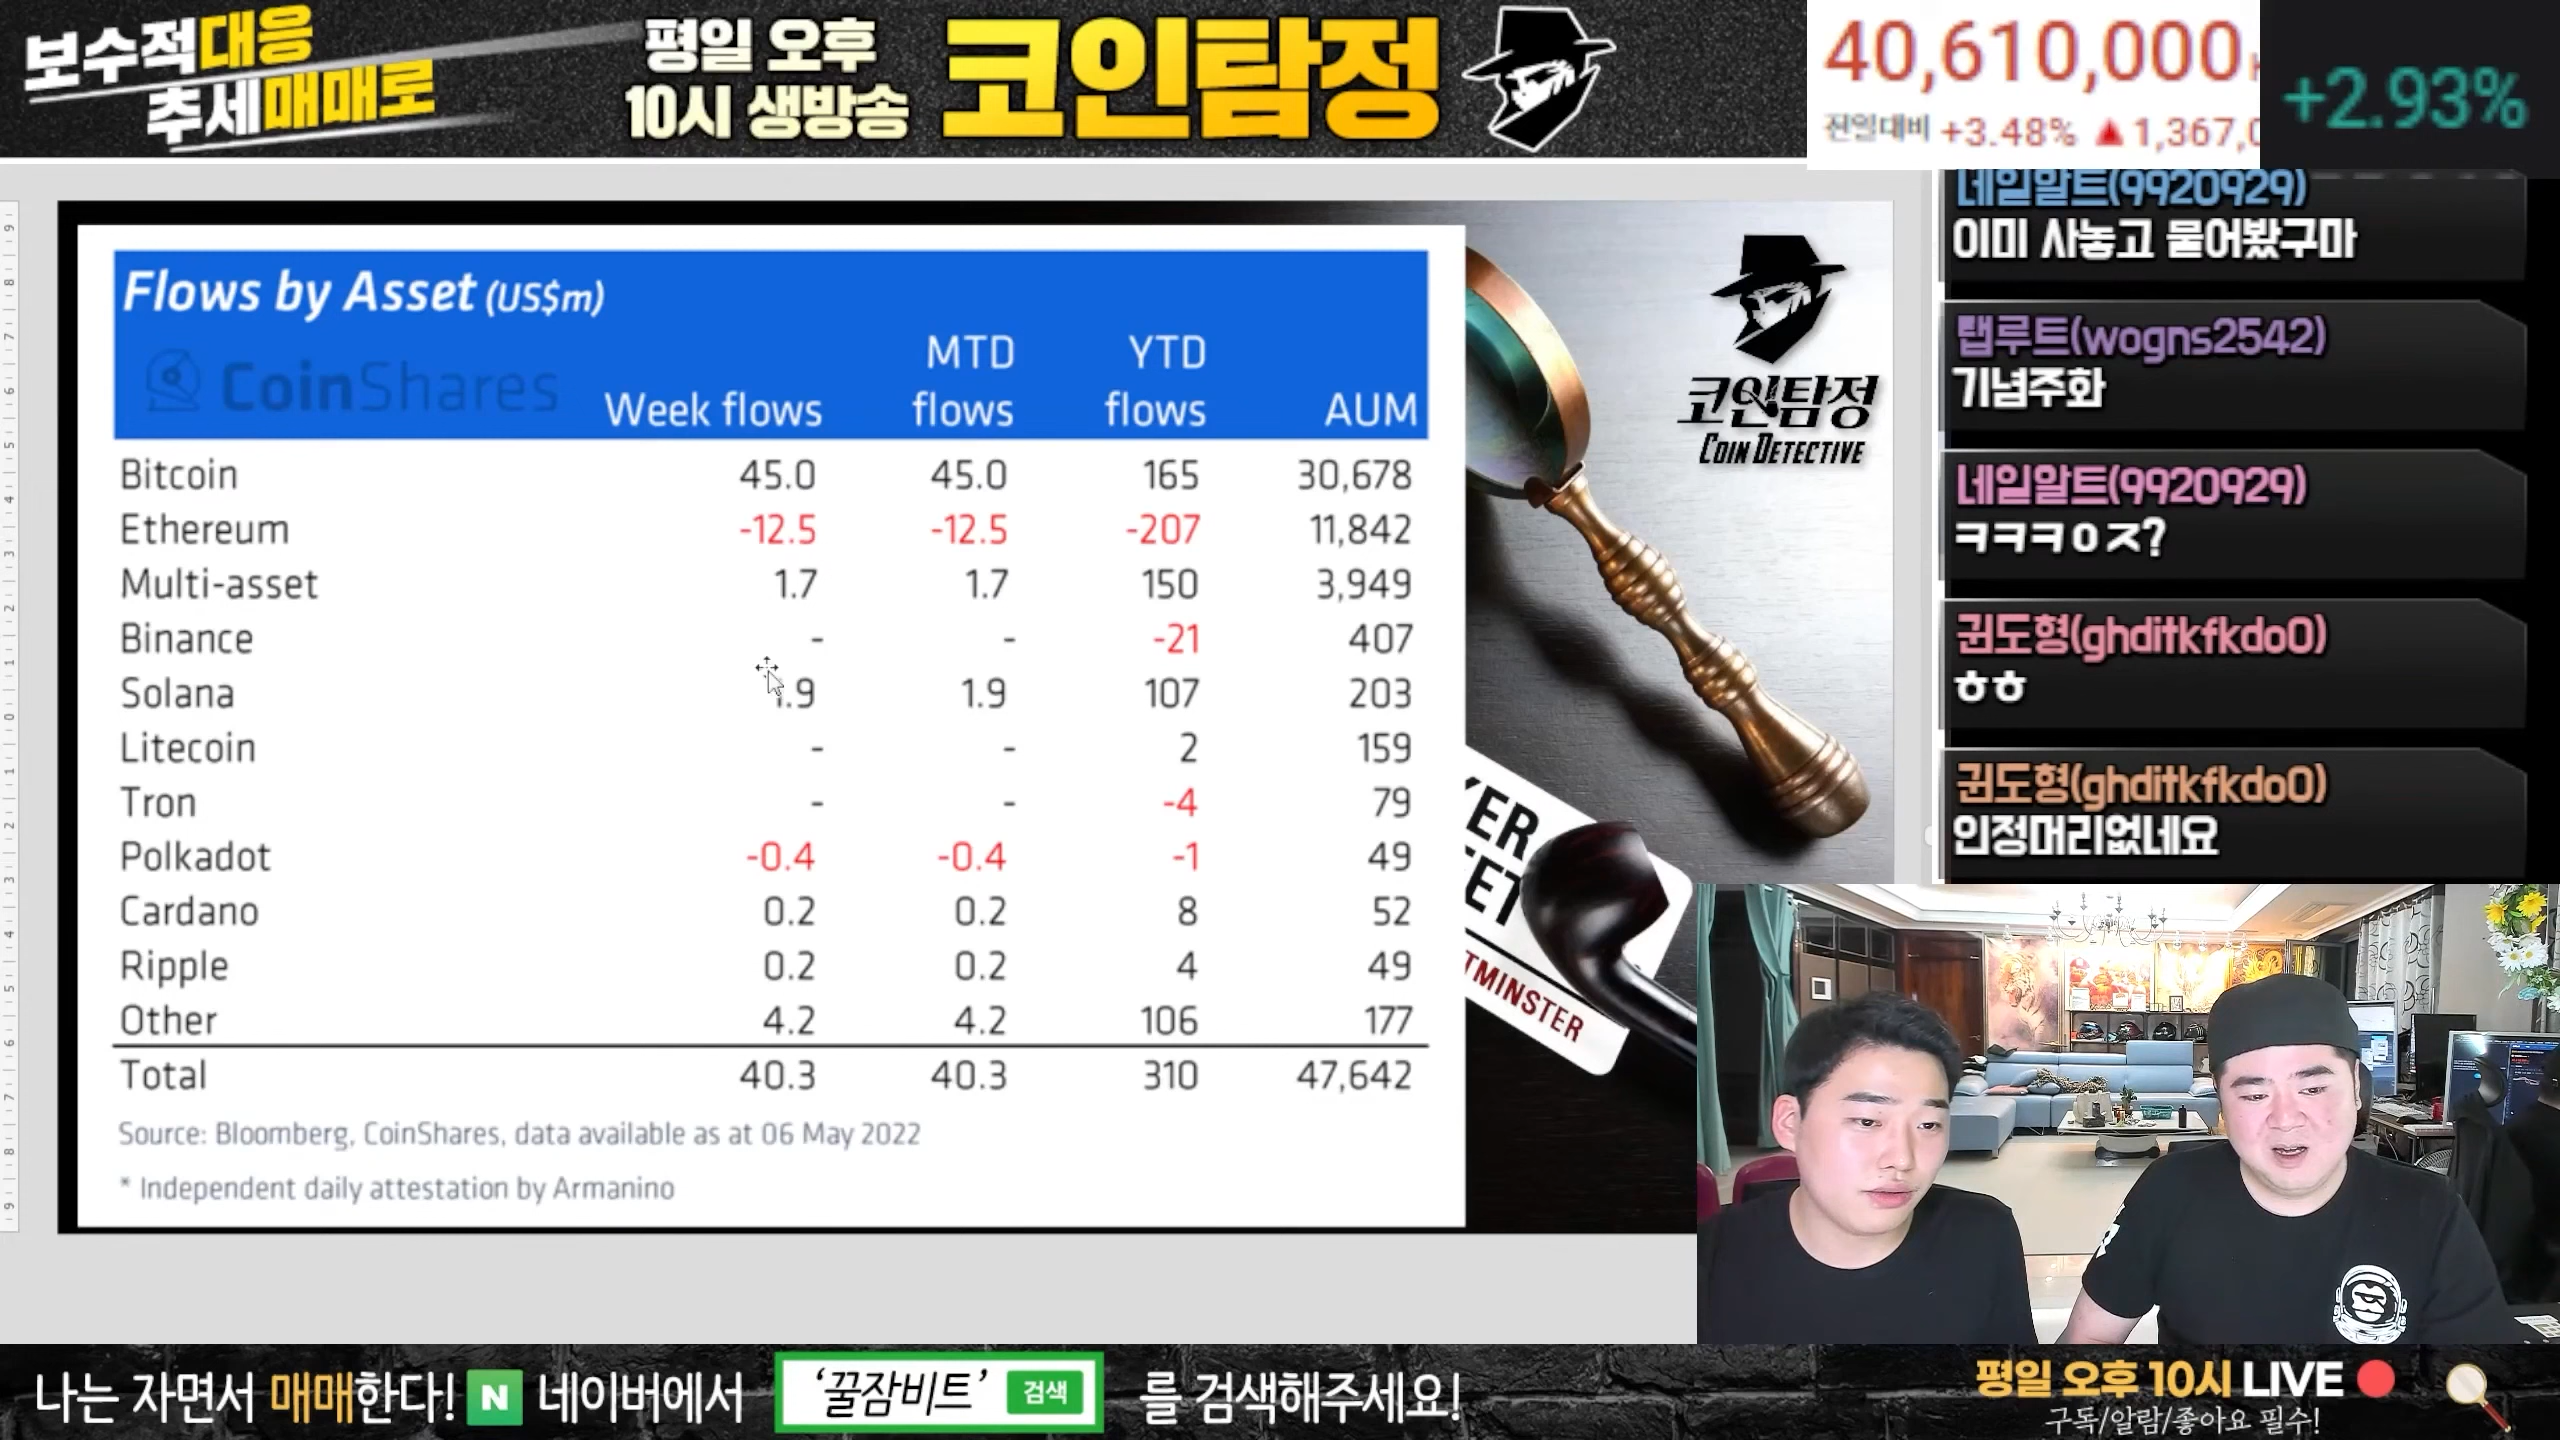 보수적대응
추세매매로
평일 오후
10시 생방송
코인탐정
40,610,000
전일대비 +3.48% ▲ 1,367,0
+2.93%
Flows by Asset (US$m)
CoinShares
Week flows MTD flows YTD flows AUM
Bitcoin 45.0 45.0 165 30,678
Ethereum -12.5 -12.5 -207 11,842
Multi-asset 1.7 1.7 150 3,949
Binance - - -21 407
Solana 1.9 1.9 107 203
Litecoin - - 2 159
Tron - - -4 79
Polkadot -0.4 -0.4 -1 49
Cardano 0.2 0.2 8 52
Ripple 0.2 0.2 4 49
Other 4.2 4.2 106 177
Total 40.3 40.3 310 47,642
Source: Bloomberg, CoinShares, data available as at 06 May 2022
* Independent daily attestation by Armanino
코인탐정
COIN DETECTIVE
TMINSTER
네일알트(9920929)
이미 사놓고 물어봤구마
탭루트(wogns2542)
기념주화
네일알트(9920929)
ㅋㅋㅋㅇㅈ?
권도형(ghditkfkdo0)
ㅎㅎ
권도형(ghditkfkdo0)
인정머리없네요
나는 자면서 매매한다! N 네이버에서 '꿀잠비트' 검색 를 검색해주세요!
평일 오후 10시 LIVE
구독/알람/좋아요 필수!